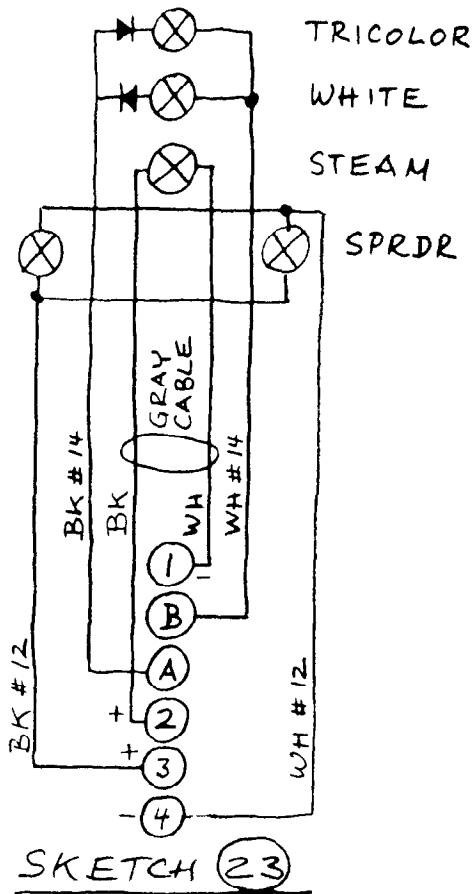 TRICOLOR
WHITE
STEAM
SPRDR
GRAY
CABLE
BK # 14
BK
WH
WH # 14
1 -
B
A
+ 2
+ 3
- 4
BK # 12
WH # 12
SKETCH 23